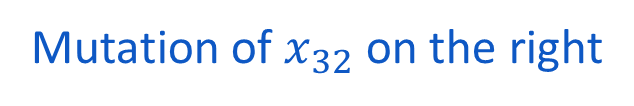 Mutation of x₃₂ on the right